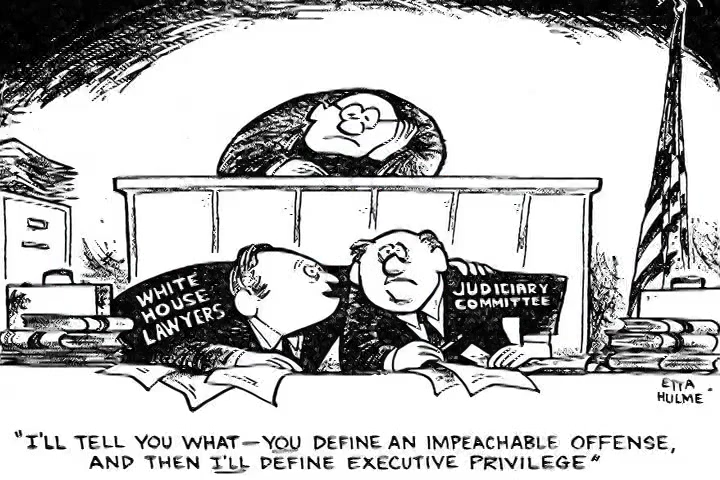 WHITE
HOUSE
LAWYERS
JUDICIARY
COMMITTEE
ETTA
HULME
"I'LL TELL YOU WHAT—YOU DEFINE AN IMPEACHABLE OFFENSE,
AND THEN I'LL DEFINE EXECUTIVE PRIVILEGE"